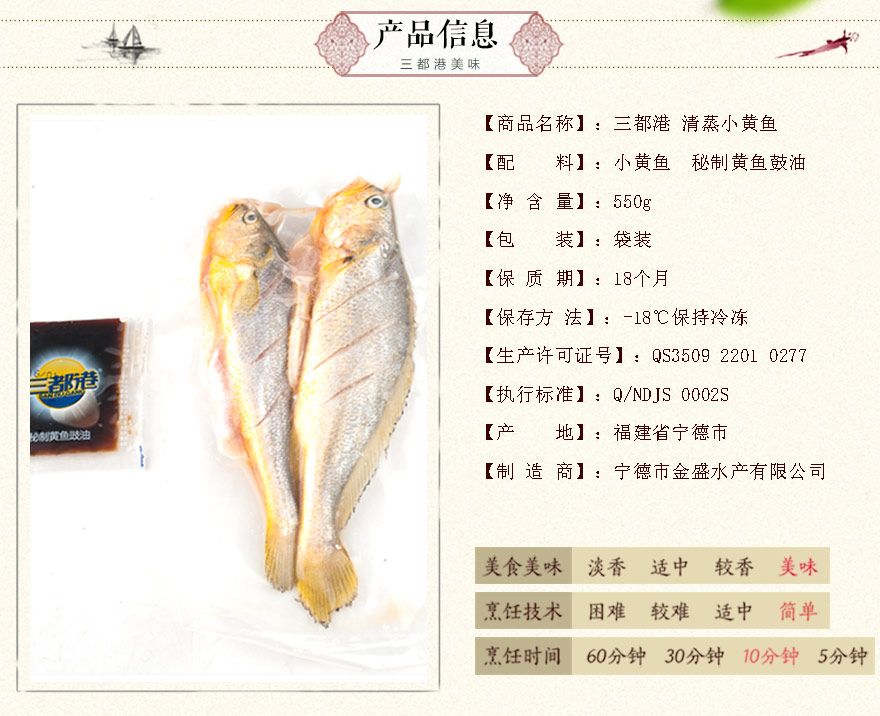 产品信息
三都港美味
【商品名称】：三都港 清蒸小黄鱼
【配 料】：小黄鱼 秘制黄鱼鼓油
【净 含 量】：550g
【包 装】：袋装
【保 质 期】：18个月
【保存方 法】：-18℃保持冷冻
【生产许可证号】：QS3509 2201 0277
【执行标准】：Q/NDJS 0002S
【产 地】：福建省宁德市
【制 造 商】：宁德市金盛水产有限公司
三都港
SAN DU GANG
秘制黄鱼豉油
美食美味 淡香 适中 较香 美味
烹饪技术 困难 较难 适中 简单
烹饪时间 60分钟 30分钟 10分钟 5分钟